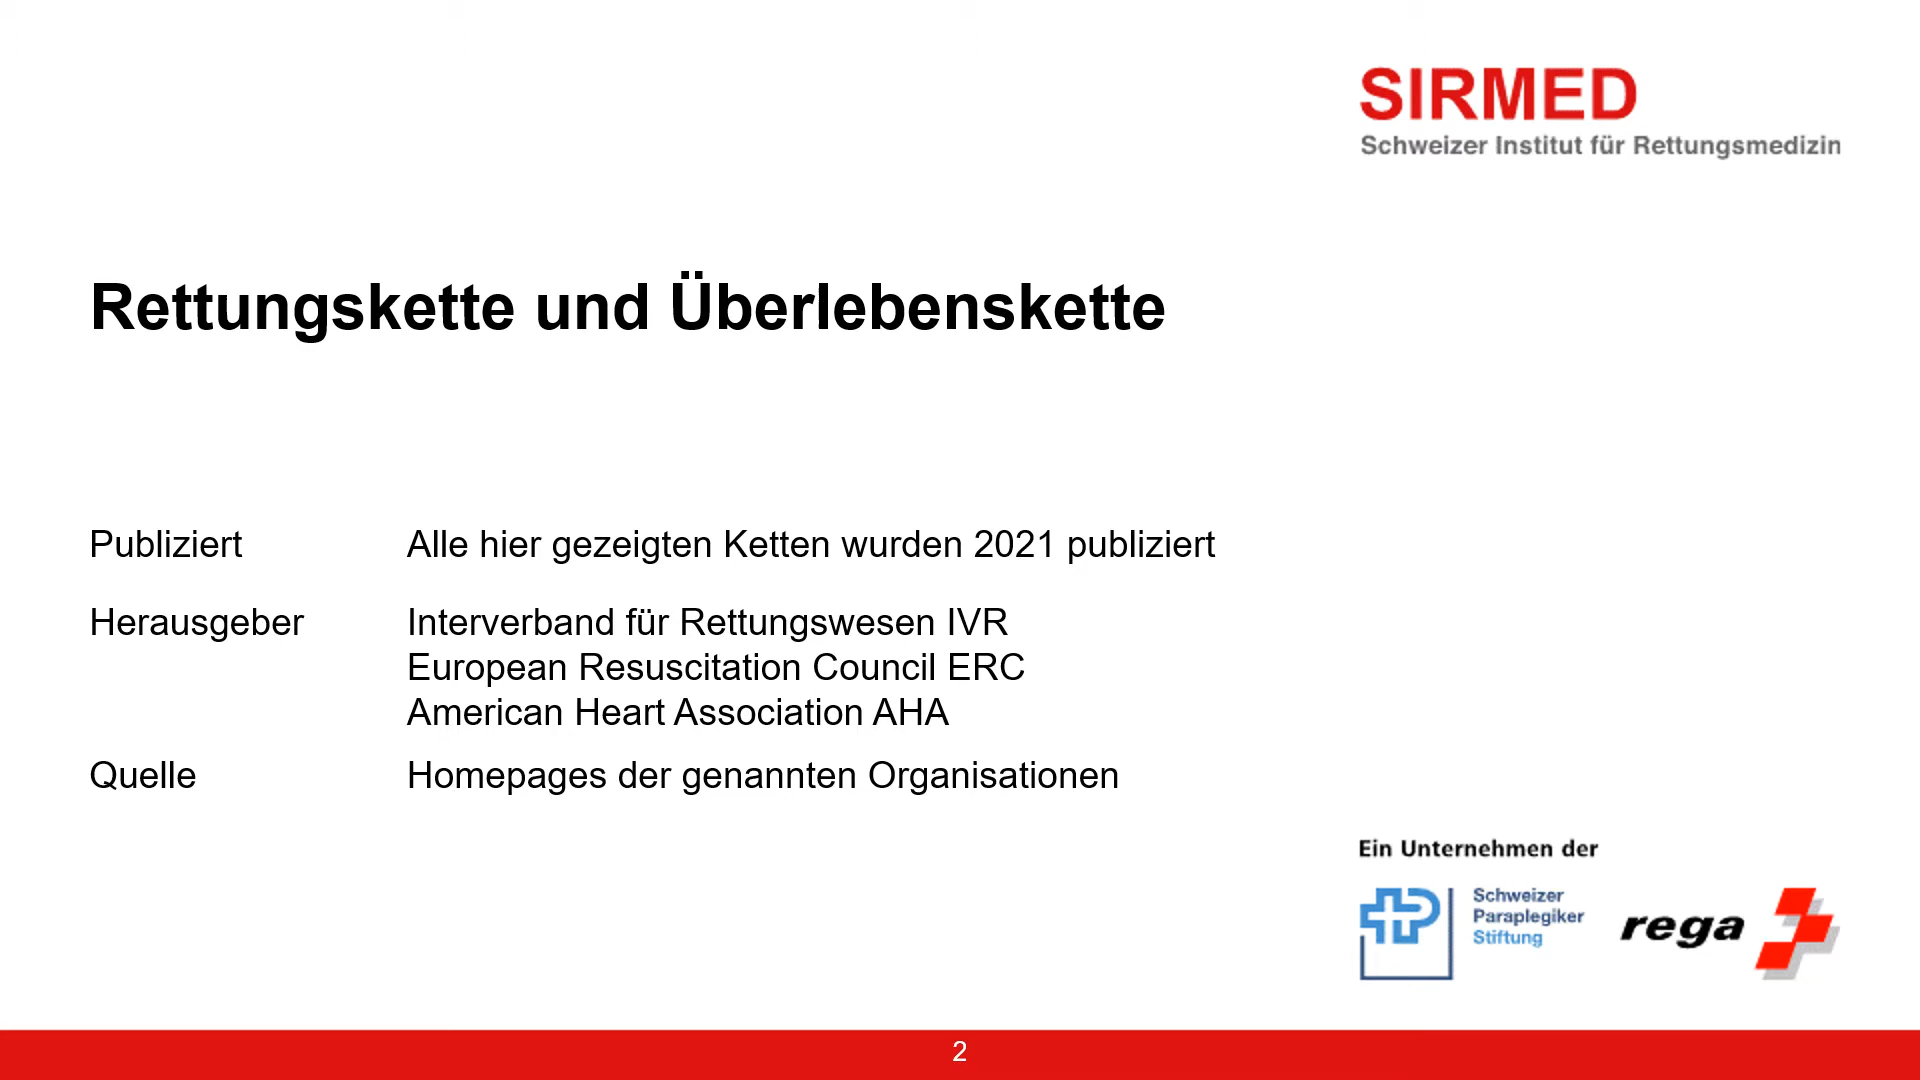 SIRMED
Schweizer Institut für Rettungsmedizin
Rettungskette und Überlebenskette
Publiziert Alle hier gezeigten Ketten wurden 2021 publiziert
Herausgeber Interverband für Rettungswesen IVR
European Resuscitation Council ERC
American Heart Association AHA
Quelle Homepages der genannten Organisationen
Ein Unternehmen der
Schweizer
Paraplegiker
Stiftung
rega
2